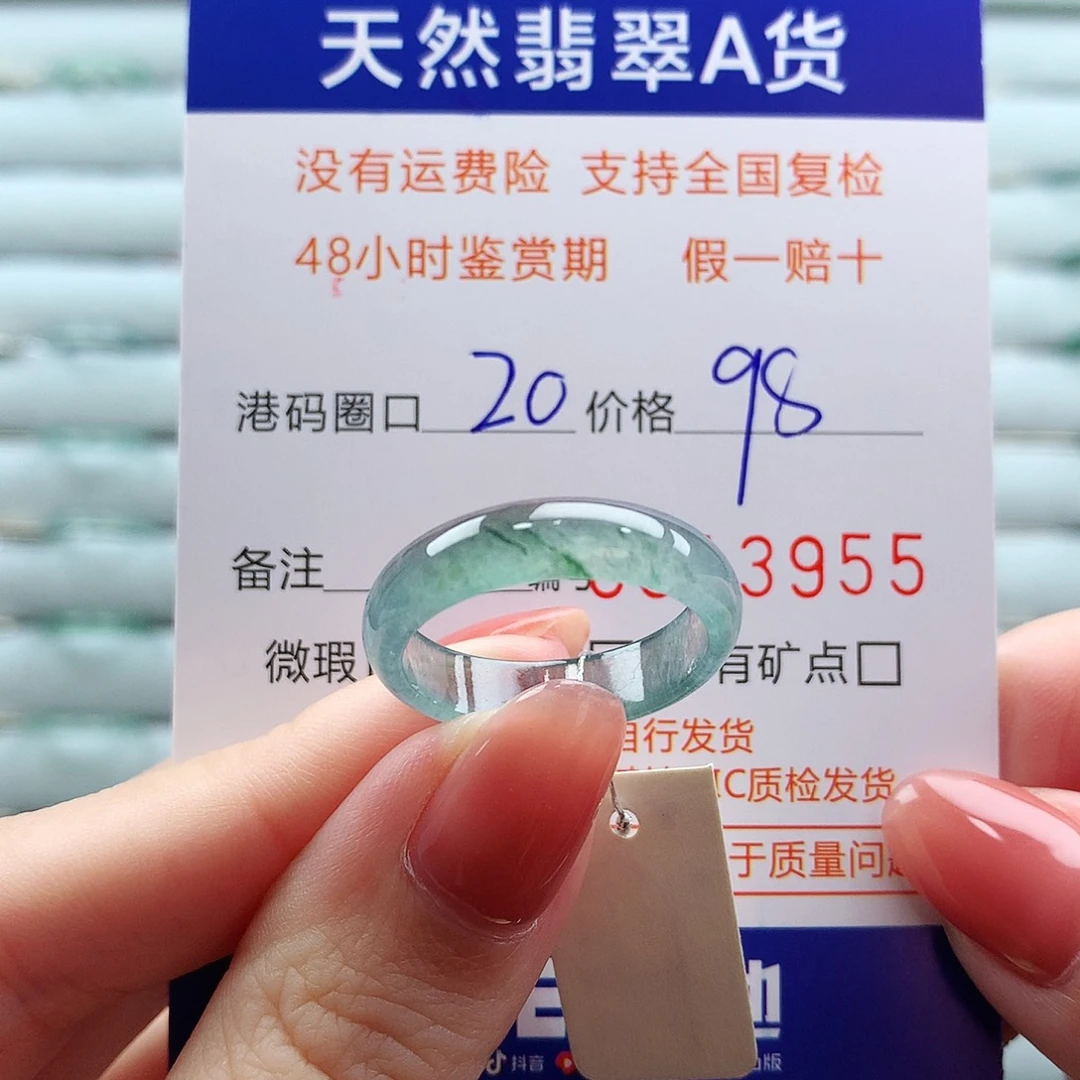 天然翡翠A货
没有运费险 支持全国复检
48小时鉴赏期 假一赔十
港码圈口 20 价格 98
备注 编号 3955
微瑕 有矿点□
自行发货
C质检发货
于质量问
抖音